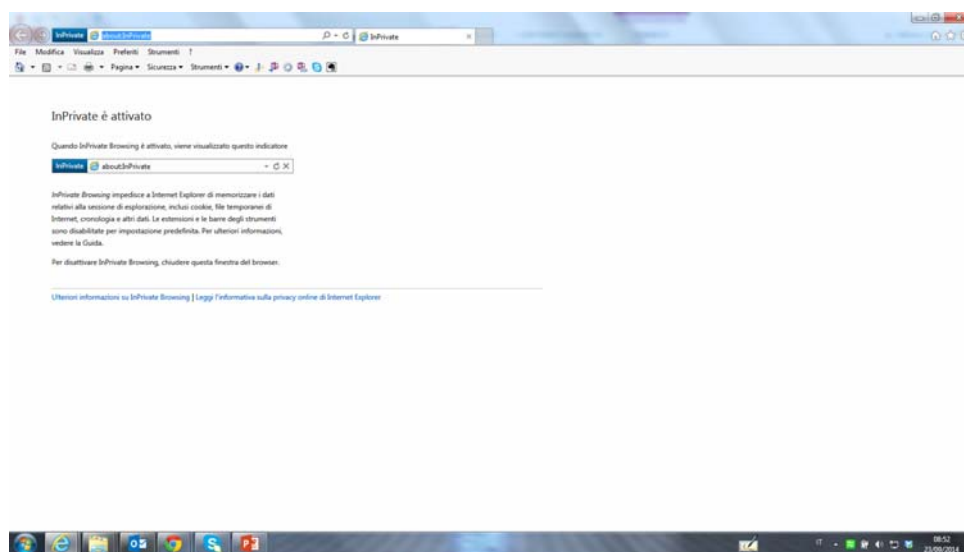 InPrivate about:InPrivate InPrivate
File Modifica Visualizza Preferiti Strumenti ?
Pagina Sicurezza Strumenti
InPrivate è attivato
Quando InPrivate Browsing è attivato, viene visualizzato questo indicatore
InPrivate about:InPrivate
InPrivate Browsing impedisce a Internet Explorer di memorizzare i dati
relativi alla sessione di esplorazione, inclusi cookie, file temporanei di
Internet, cronologia e altri dati. Le estensioni e le barre degli strumenti
sono disabilitate per impostazione predefinita. Per ulteriori informazioni,
vedere la Guida.
Per disattivare InPrivate Browsing, chiudere questa finestra del browser.
Ulteriori informazioni su InPrivate Browsing | Leggi l'informativa sulla privacy online di Internet Explorer
IT
08:52
23/09/2014